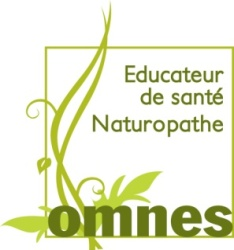 Educateur
de santé
Naturopathe
omnes